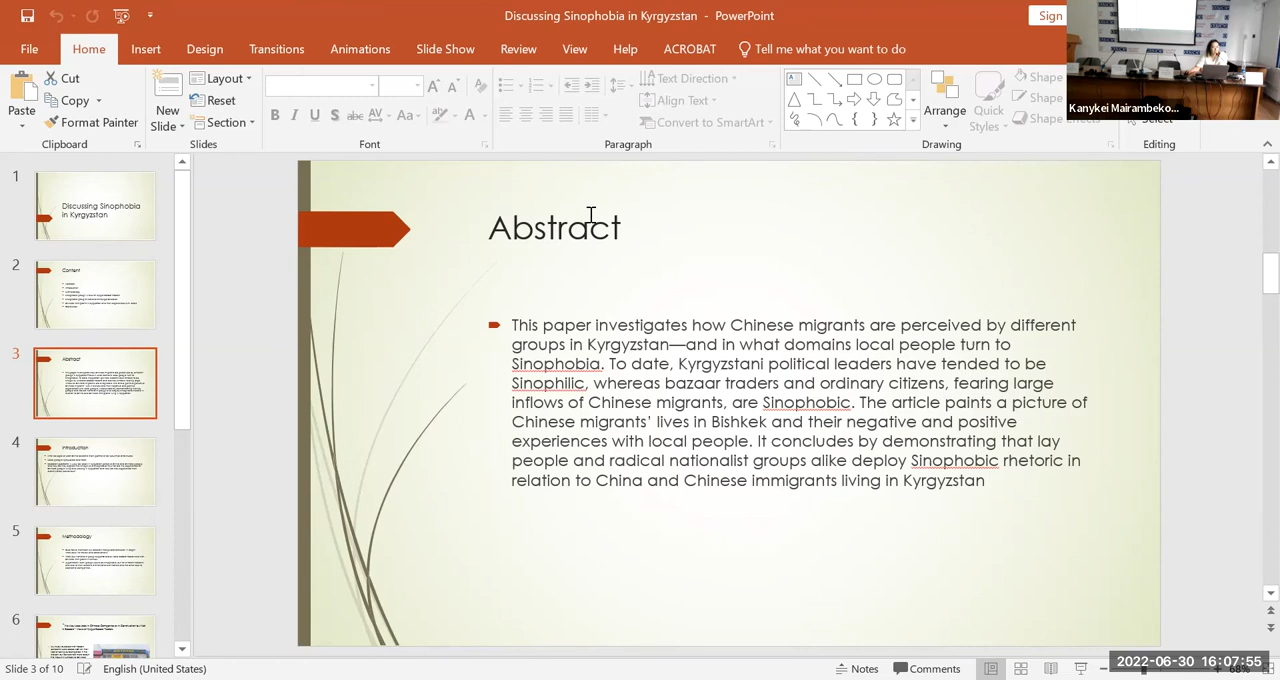 Discussing Sinophobia in Kyrgyzstan - PowerPoint
Sign
File Home Insert Design Transitions Animations Slide Show Review View Help ACROBAT Tell me what you want to do
Paste
Cut
Copy
Format Painter
Clipboard
New
Slide
Layout
Reset
Section
Slides
B I U S abc AV Aa A
Font
Text Direction
Align Text
Convert to SmartArt
Paragraph
Arrange
Quick
Styles
Shape
Shape
Shape Effects
Drawing
Select
Editing
Kanykei Mairambeko...
1
Discussing Sinophobia
in Kyrgyzstan
2
Content
3
Abstract
4
Introduction
5
Methodology
6
Abstract
This paper investigates how Chinese migrants are perceived by different
groups in Kyrgyzstan—and in what domains local people turn to
Sinophobia. To date, Kyrgyzstani political leaders have tended to be
Sinophilic, whereas bazaar traders and ordinary citizens, fearing large
inflows of Chinese migrants, are Sinophobic. The article paints a picture of
Chinese migrants’ lives in Bishkek and their negative and positive
experiences with local people. It concludes by demonstrating that lay
people and radical nationalist groups alike deploy Sinophobic rhetoric in
relation to China and Chinese immigrants living in Kyrgyzstan
Slide 3 of 10
English (United States)
Notes
Comments
68%
2022-06-30 16:07:55